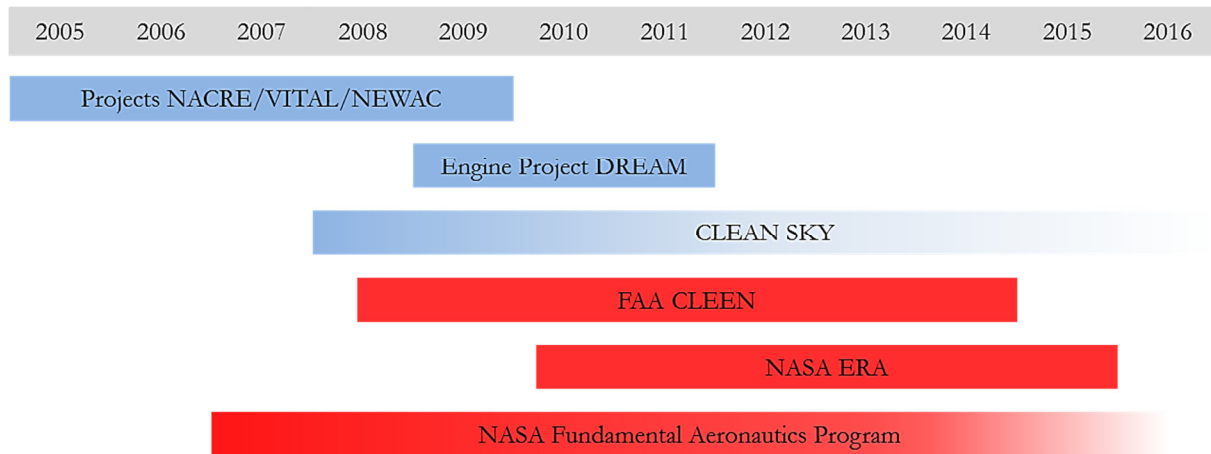 2005 2006 2007 2008 2009 2010 2011 2012 2013 2014 2015 2016
Projects NACRE/VITAL/NEWAC
Engine Project DREAM
CLEAN SKY
FAA CLEEN
NASA ERA
NASA Fundamental Aeronautics Program